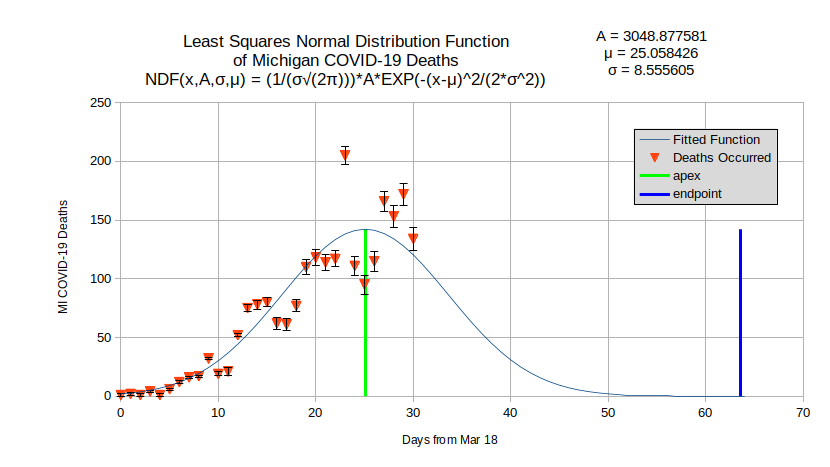 Least Squares Normal Distribution Function
of Michigan COVID-19 Deaths
NDF(x,A,σ,μ) = (1/(σ√(2π)))*A*EXP(-(x-μ)^2/(2*σ^2))
A = 3048.877581
μ = 25.058426
σ = 8.555605
250
200
150
100
50
0
MI COVID-19 Deaths
Fitted Function
Deaths Occurred
apex
endpoint
0 10 20 30 40 50 60 70
Days from Mar 18